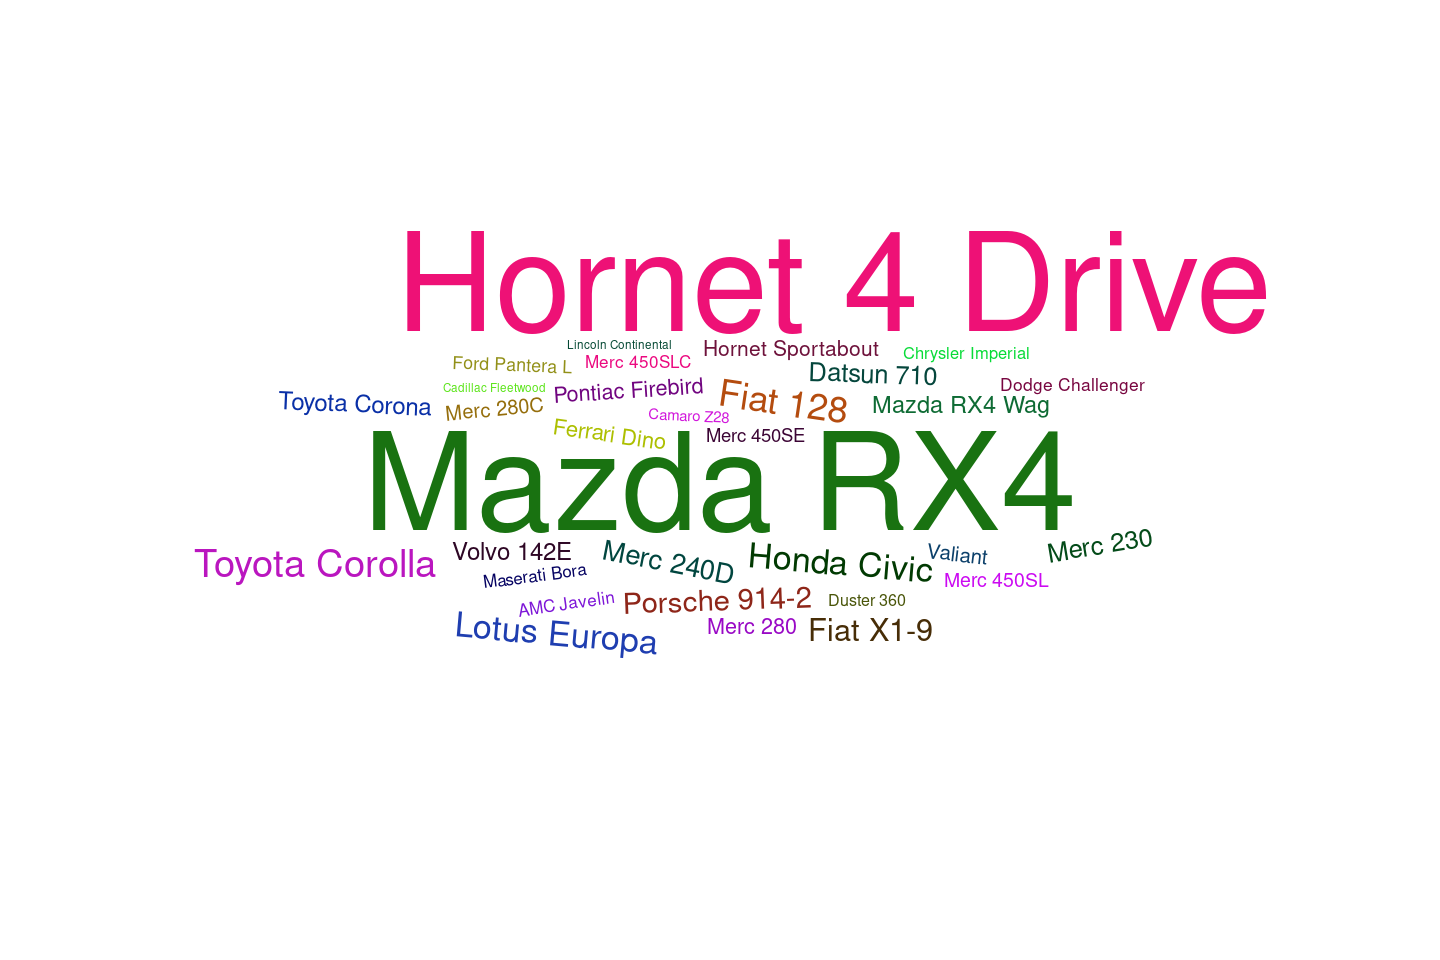 Hornet 4 Drive
Lincoln Continental
Hornet Sportabout
Chrysler Imperial
Ford Pantera L
Merc 450SLC
Datsun 710
Cadillac Fleetwood
Pontiac Firebird
Dodge Challenger
Toyota Corona
Merc 280C
Fiat 128
Mazda RX4 Wag
Camaro Z28
Ferrari Dino
Merc 450SE
Mazda RX4
Toyota Corolla
Volvo 142E
Merc 240D
Honda Civic
Valiant
Merc 230
Maserati Bora
Merc 450SL
AMC Javelin
Porsche 914-2
Duster 360
Lotus Europa
Merc 280
Fiat X1-9